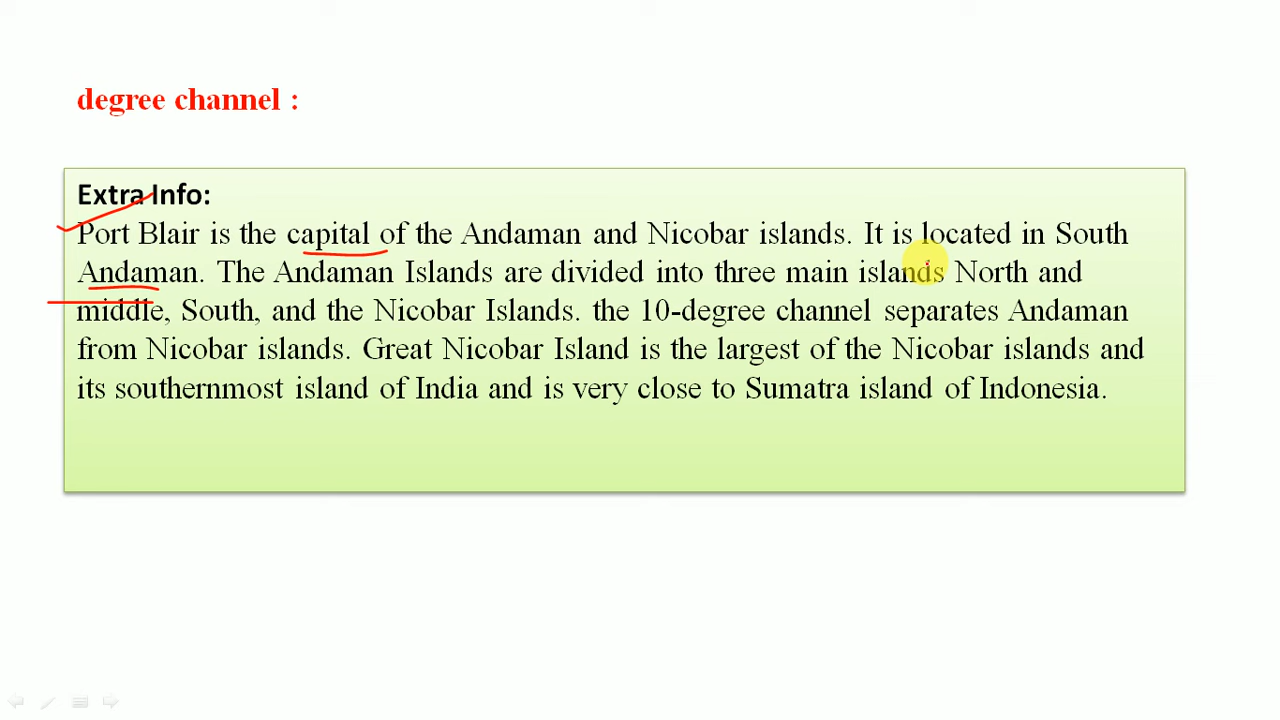 degree channel :
Extra Info:
Port Blair is the capital of the Andaman and Nicobar islands. It is located in South
Andaman. The Andaman Islands are divided into three main islands North and
middle, South, and the Nicobar Islands. the 10-degree channel separates Andaman
from Nicobar islands. Great Nicobar Island is the largest of the Nicobar islands and
its southernmost island of India and is very close to Sumatra island of Indonesia.